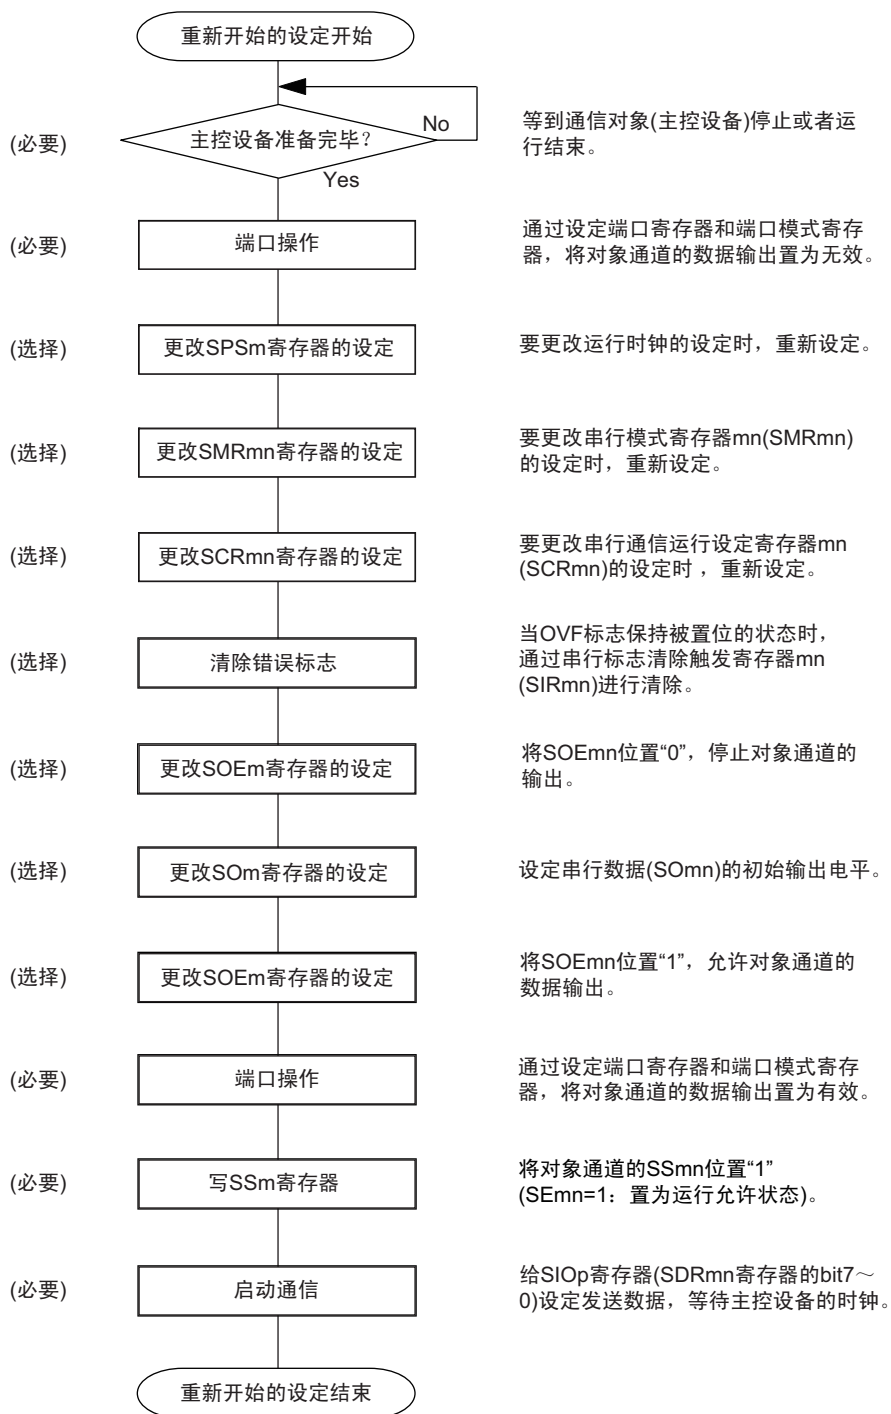 重新开始的设定开始
(必要)
主控设备准备完毕？
No
Yes
等到通信对象(主控设备)停止或者运
行结束。
(必要)
端口操作
通过设定端口寄存器和端口模式寄存
器，将对象通道的数据输出置为无效。
(选择)
更改SPSm寄存器的设定
要更改运行时钟的设定时，重新设定。
(选择)
更改SMRmn寄存器的设定
要更改串行模式寄存器mn(SMRmn)
的设定时，重新设定。
(选择)
更改SCRmn寄存器的设定
要更改串行通信运行设定寄存器mn
(SCRmn)的设定时，重新设定。
(选择)
清除错误标志
当OVF标志保持被置位的状态时，
通过串行标志清除触发寄存器mn
(SIRmn)进行清除。
(选择)
更改SOEm寄存器的设定
将SOEmn位置“0”，停止对象通道的
输出。
(选择)
更改SOm寄存器的设定
设定串行数据(SOmn)的初始输出电平。
(选择)
更改SOEm寄存器的设定
将SOEmn位置“1”，允许对象通道的
数据输出。
(必要)
端口操作
通过设定端口寄存器和端口模式寄存
器，将对象通道的数据输出置为有效。
(必要)
写SSm寄存器
将对象通道的SSmn位置“1”
(SEmn=1：置为运行允许状态)。
(必要)
启动通信
给SIOp寄存器(SDRmn寄存器的bit7～
0)设定发送数据，等待主控设备的时钟。
重新开始的设定结束